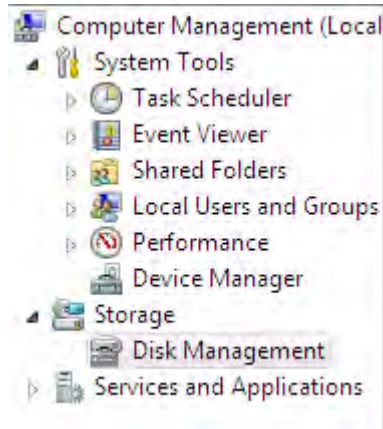 Computer Management (Local
System Tools
Task Scheduler
Event Viewer
Shared Folders
Local Users and Groups
Performance
Device Manager
Storage
Disk Management
Services and Applications